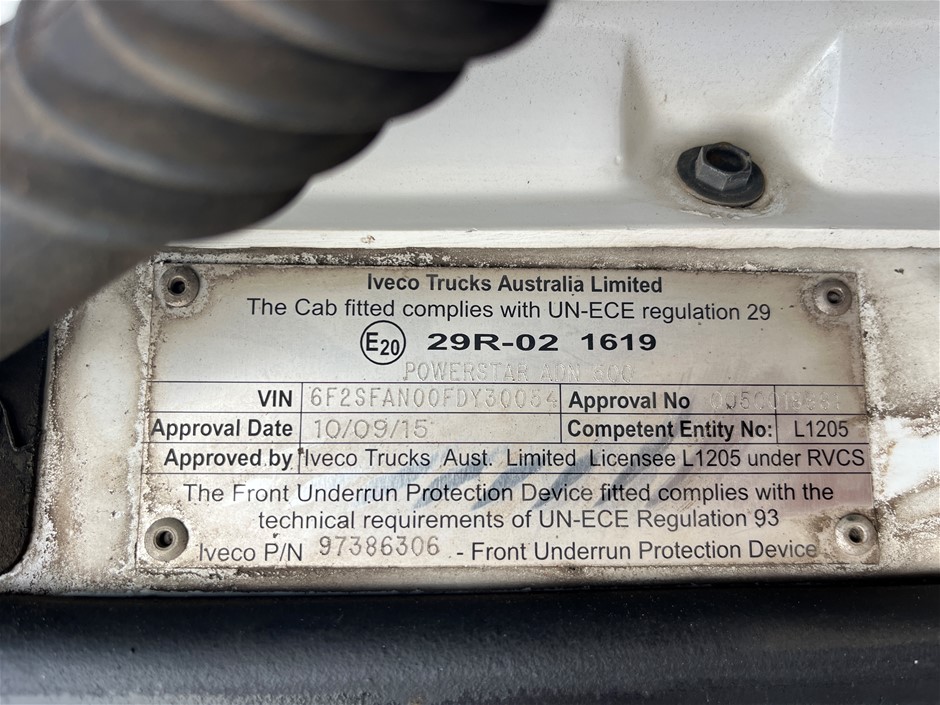 Iveco Trucks Australia Limited
The Cab fitted complies with UN-ECE regulation 29
E20 29R-02 1619
POWERSTAR ADN 600
VIN 6F2SFAN00FDY30034 Approval No
Approval Date 10/09/15 Competent Entity No: L1205
Approved by Iveco Trucks Aust. Limited Licensee L1205 under RVCS
The Front Underrun Protection Device fitted complies with the
technical requirements of UN-ECE Regulation 93
Iveco P/N 97386306 - Front Underrun Protection Device